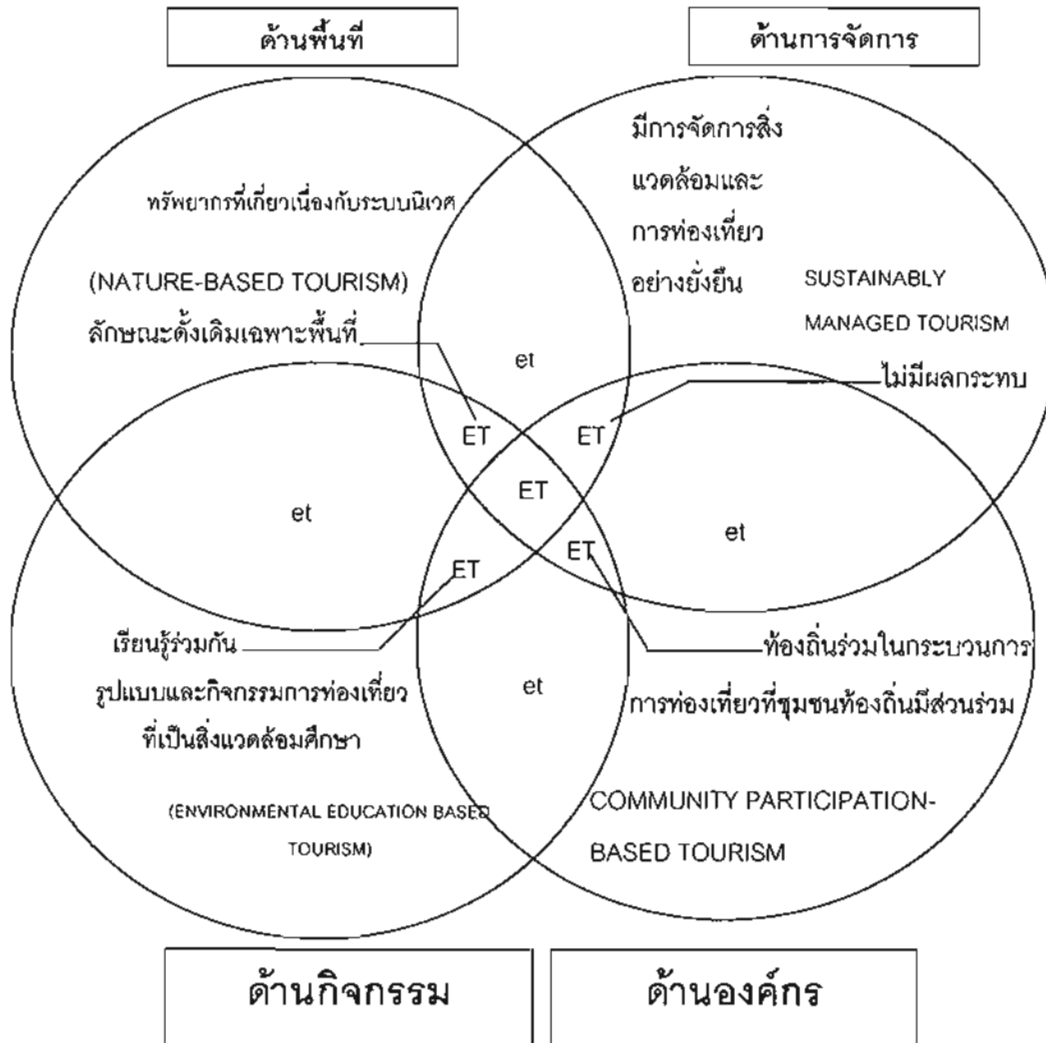 ด้านพื้นที่
ด้านการจัดการ
มีการจัดการสิ่ง
แวดล้อมและ
การท่องเที่ยว
อย่างยั่งยืน
SUSTAINABLY
MANAGED TOURISM
ทรัพยากรที่เกี่ยวเนื่องกับระบบนิเวศ
(NATURE-BASED TOURISM)
ลักษณะดั้งเดิมเฉพาะพื้นที่
et
ไม่มีผลกระทบ
ET
ET
ET
et
et
ET
ET
เรียนรู้ร่วมกัน
รูปแบบและกิจกรรมการท่องเที่ยว
ที่เป็นสิ่งแวดล้อมศึกษา
(ENVIRONMENTAL EDUCATION BASED
TOURISM)
et
ท้องถิ่นร่วมในกระบวนการ
การท่องเที่ยวที่ชุมชนท้องถิ่นมีส่วนร่วม
COMMUNITY PARTICIPATION-
BASED TOURISM
ด้านกิจกรรม
ด้านองค์กร